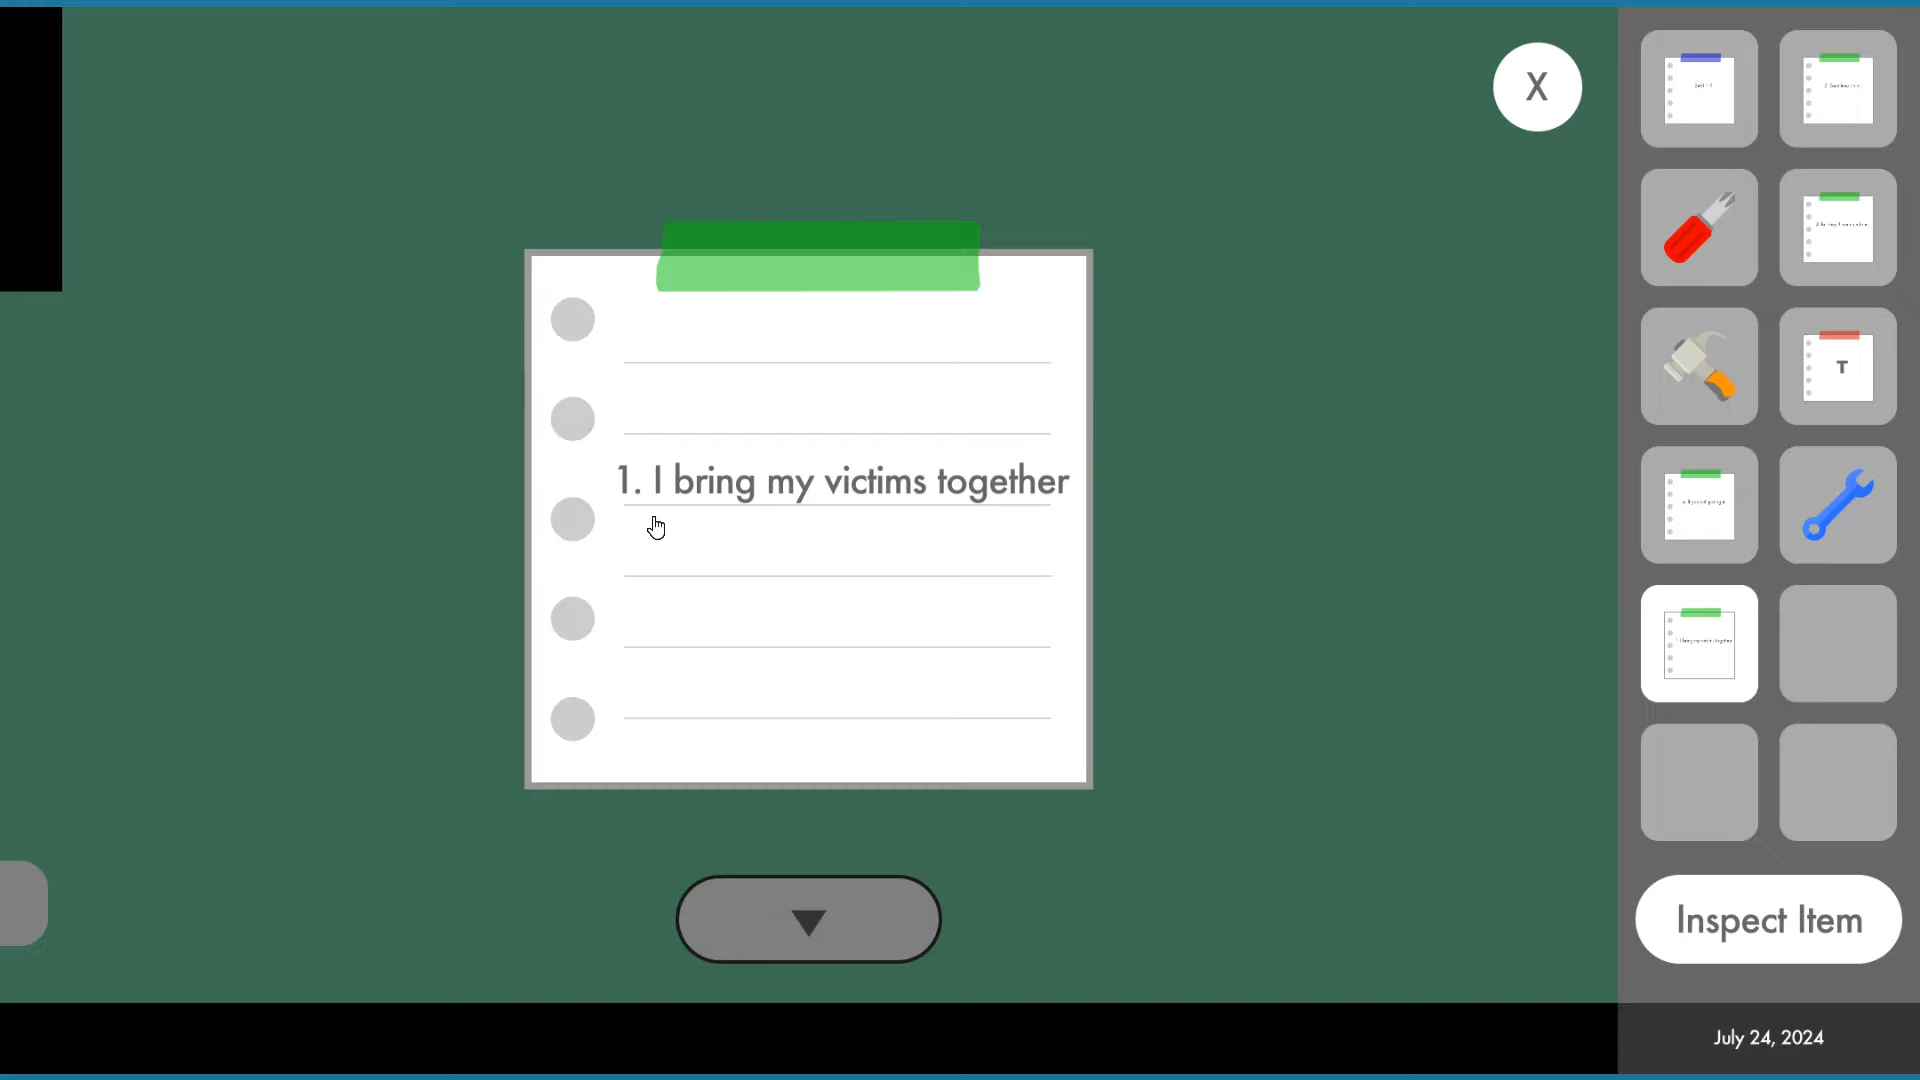 X
1. I bring my victims together
T
Inspect Item
July 24, 2024